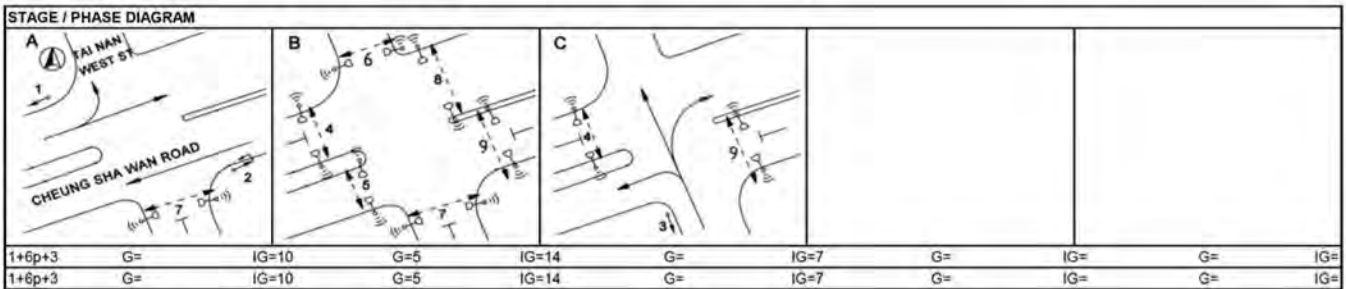 STAGE / PHASE DIAGRAM
A
TAI NAN
WEST ST.
1
CHEUNG SHA WAN ROAD
2
7
B
6
8
4
9
5
7
C
4
9
3
1+6p+3 G= IG=10 G=5 IG=14 G= IG=7 G= IG= G= IG=
1+6p+3 G= IG=10 G=5 IG=14 G= IG=7 G= IG= G= IG=